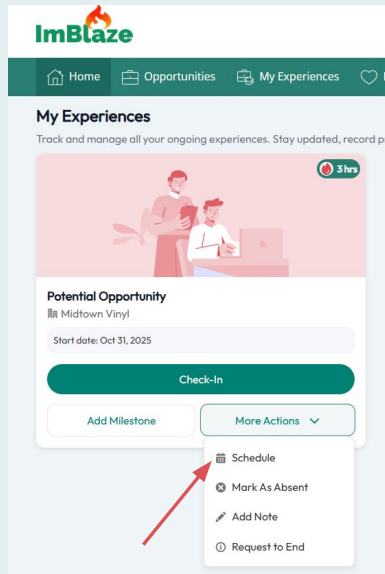 ImBlaze
Home Opportunities My Experiences
My Experiences
Track and manage all your ongoing experiences. Stay updated, record
3 hrs
Potential Opportunity
Midtown Vinyl
Start date: Oct 31, 2025
Check-In
Add Milestone More Actions
Schedule
Mark As Absent
Add Note
Request to End